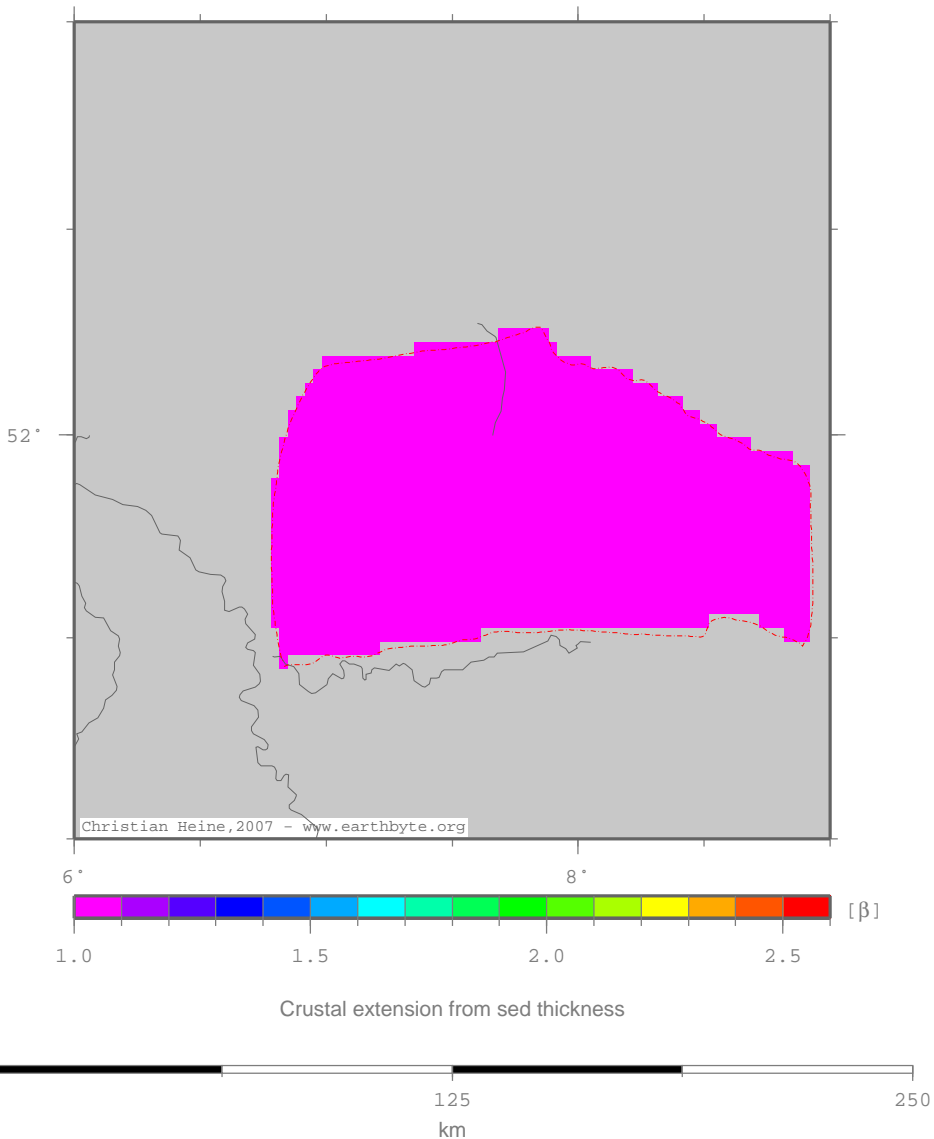 52°
Christian Heine,2007 - www.earthbyte.org
6° 8°
[β]
1.0 1.5 2.0 2.5
Crustal extension from sed thickness
125 250
km